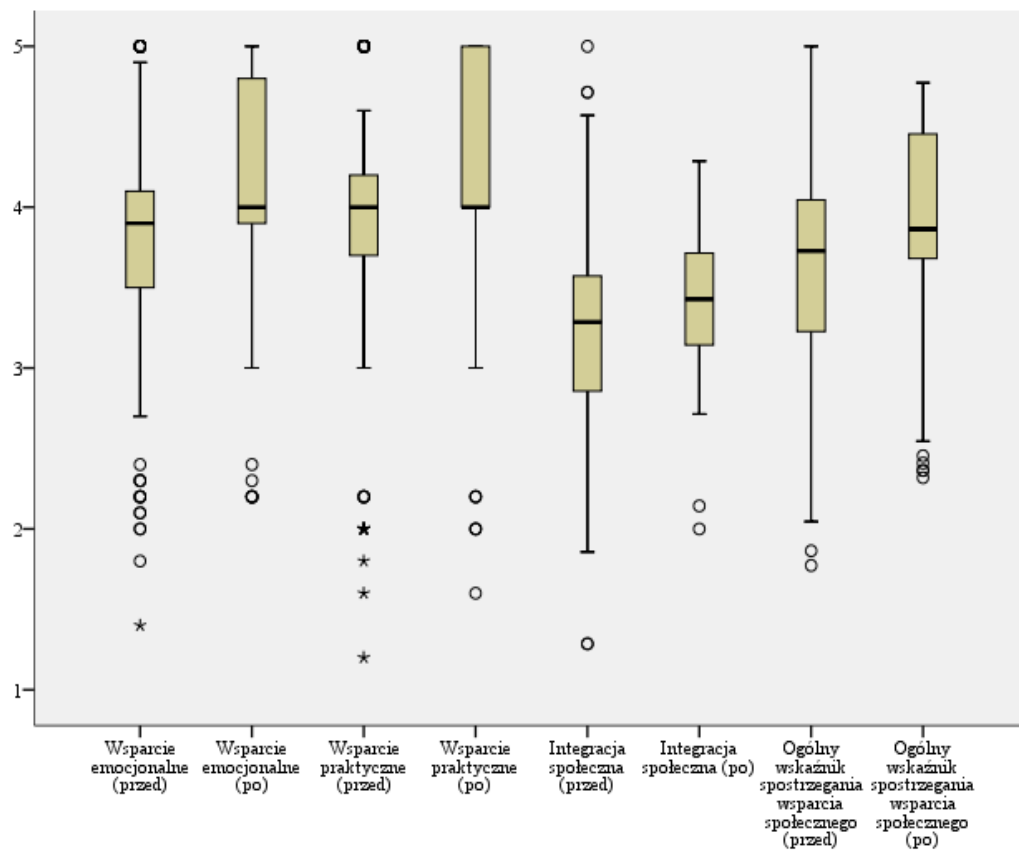 5
4
3
2
1
Wsparcie
emocjonalne
(przed)
Wsparcie
emocjonalne
(po)
Wsparcie
praktyczne
(przed)
Wsparcie
praktyczne
(po)
Integracja
społeczna
(przed)
Integracja
społeczna (po)
Ogólny
wskaźnik
spostrzegania
wsparcia
społecznego
(przed)
Ogólny
wskaźnik
spostrzegania
wsparcia
społecznego
(po)